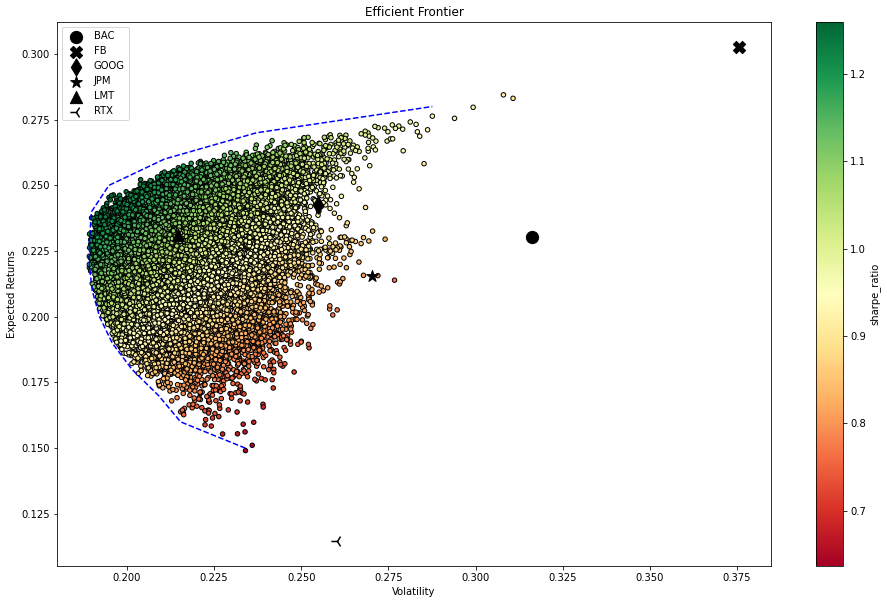 Efficient Frontier
BAC
FB
GOOG
JPM
LMT
RTX
Expected Returns
0.300
0.275
0.250
0.225
0.200
0.175
0.150
0.125
0.200
0.225
0.250
0.275
0.300
0.325
0.350
0.375
Volatility
1.2
1.1
1.0
0.9
0.8
0.7
sharpe_ratio